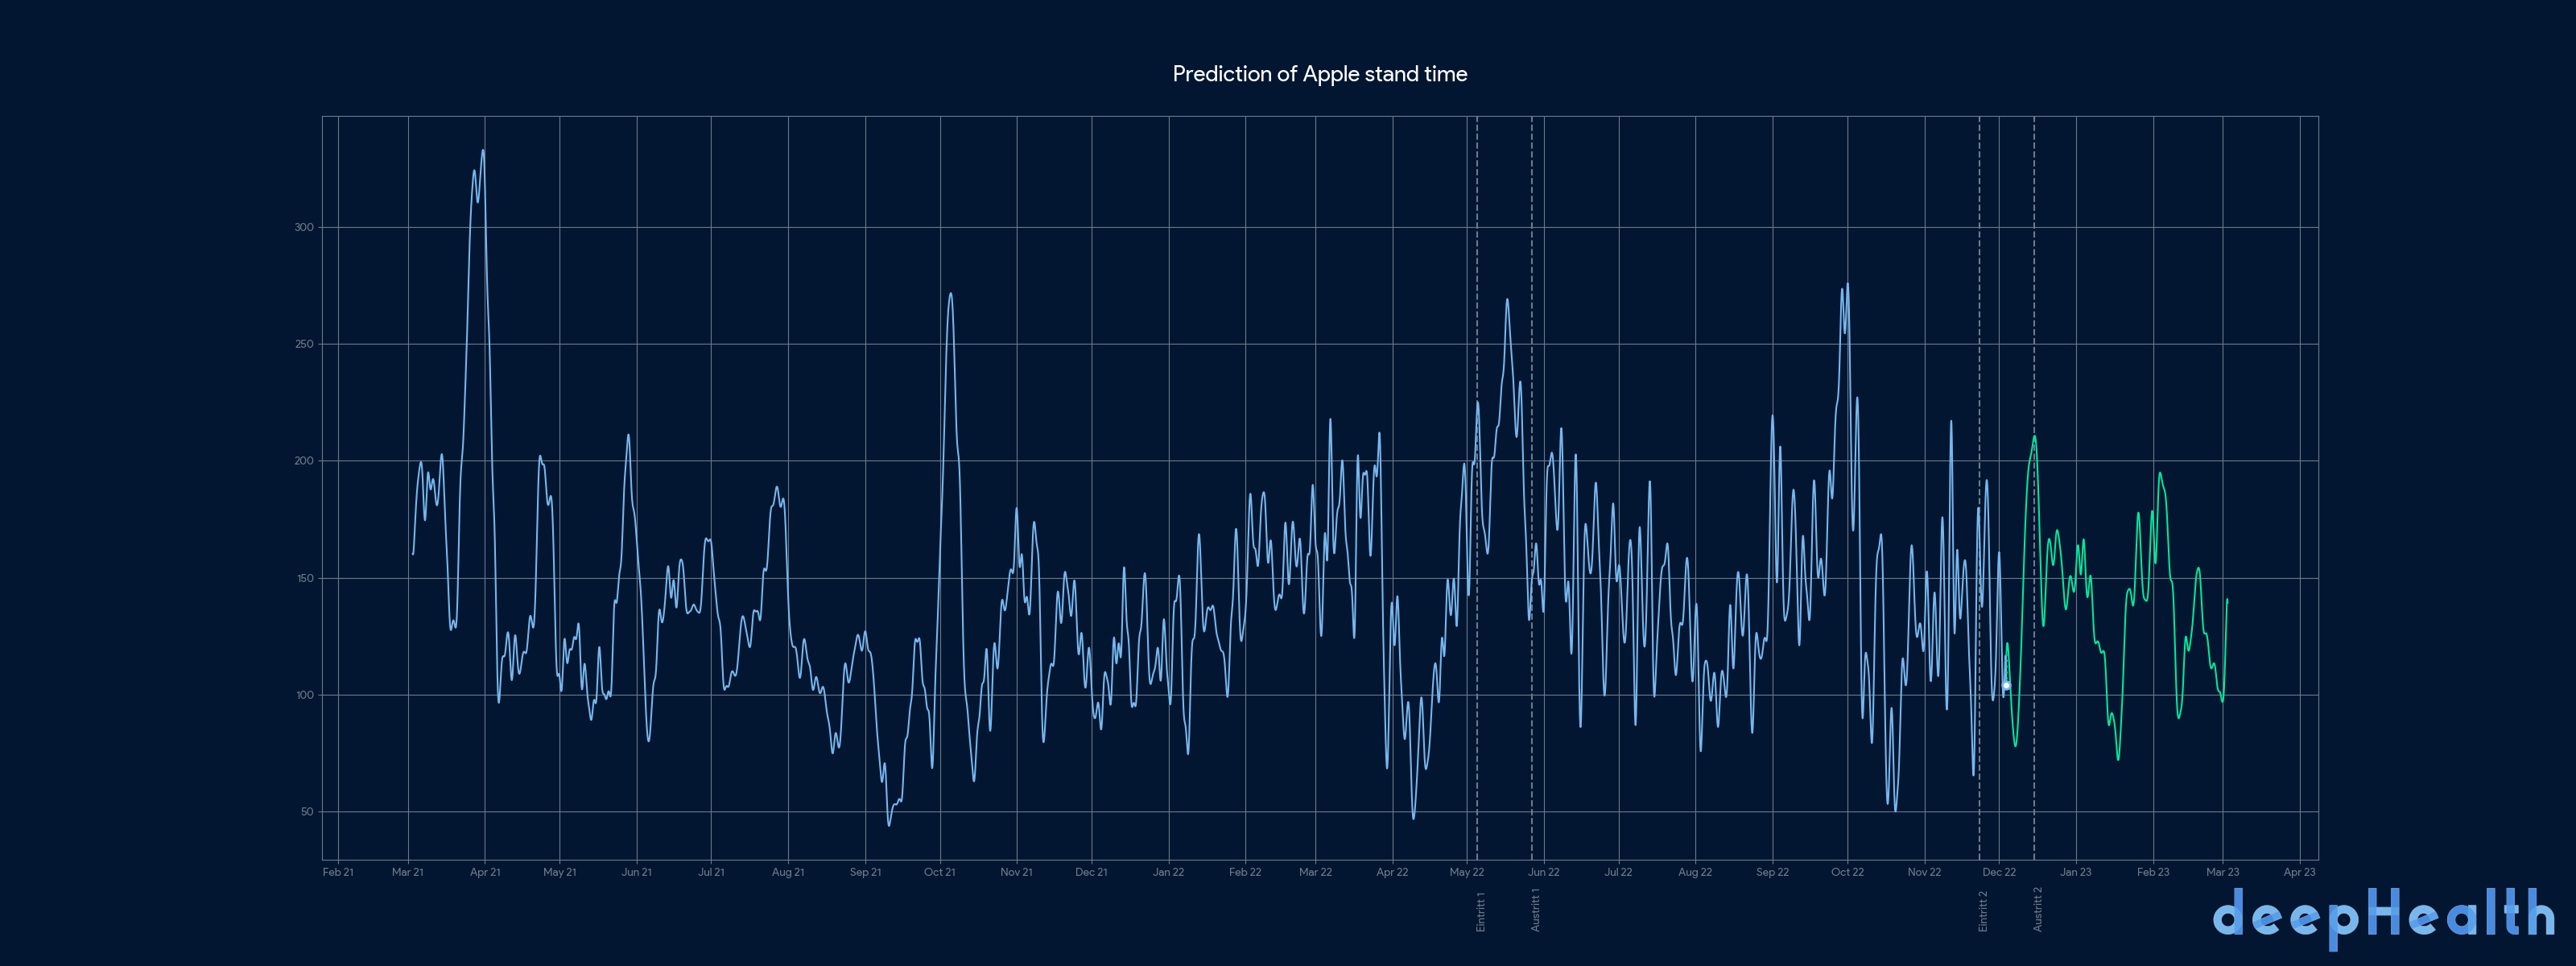 Prediction of Apple stand time
300
250
200
150
100
50
Feb 21 Mar 21 Apr 21 May 21 Jun 21 Jul 21 Aug 21 Sep 21 Oct 21 Nov 21 Dec 21 Jan 22 Feb 22 Mar 22 Apr 22 May 22 Jun 22 Jul 22 Aug 22 Sep 22 Oct 22 Nov 22 Dec 22 Jan 23 Feb 23 Mar 23 Apr 23
Eintritt 1
Austritt 1
Eintritt 2
Austritt 2
deepHealth